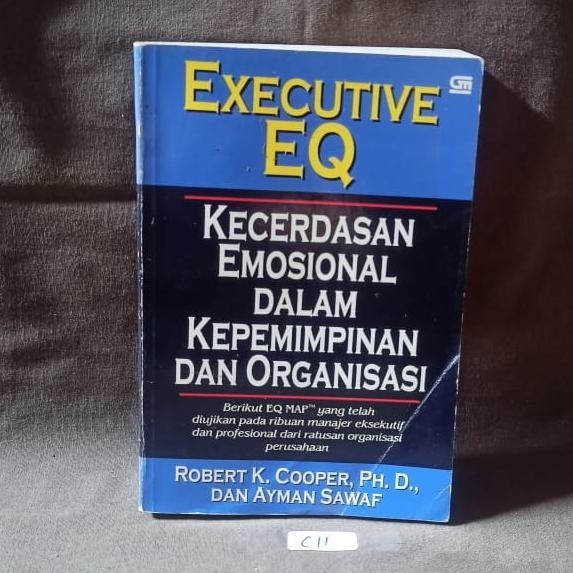 EXECUTIVE
EQ
KECERDASAN
EMOSIONAL
DALAM
KEPEMIMPINAN
DAN ORGANISASI
Berikut EQ MAP™ yang telah
diujikan pada ribuan manajer eksekutif
dan profesional dari ratusan organisasi
perusahaan
ROBERT K. COOPER, PH. D.,
DAN AYMAN SAWAF
C11